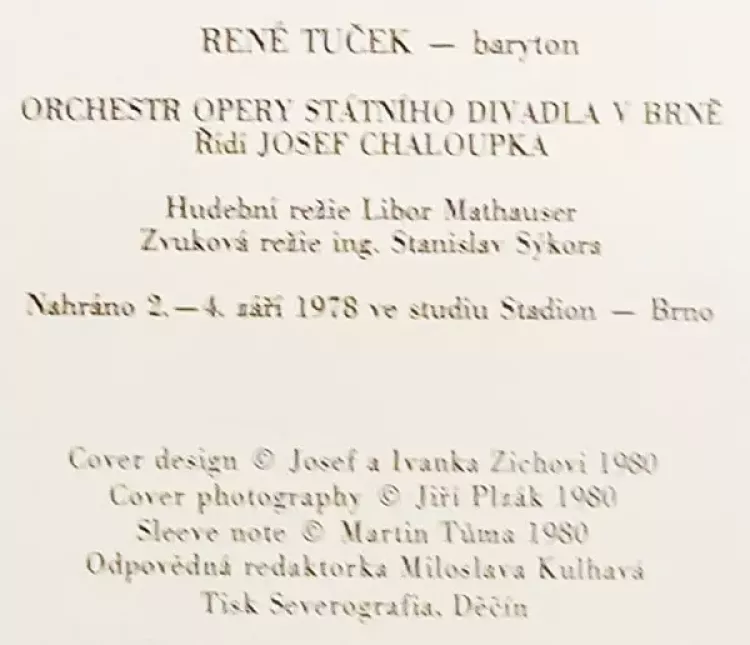 RENÉ TUČEK — baryton
ORCHESTR OPERY STÁTNÍHO DIVADLA V BRNĚ
Řídí JOSEF CHALOUPKA
Hudební režie Libor Mathauser
Zvuková režie ing. Stanislav Sýkora
Nahráno 2.—4. září 1978 ve studiu Stadion — Brno
Cover design © Josef a Ivanka Zichovi 1980
Cover photography © Jiří Plzák 1980
Sleeve note © Martin Tůma 1980
Odpovědná redaktorka Miloslava Kulhavá
Tisk Severografia, Děčín